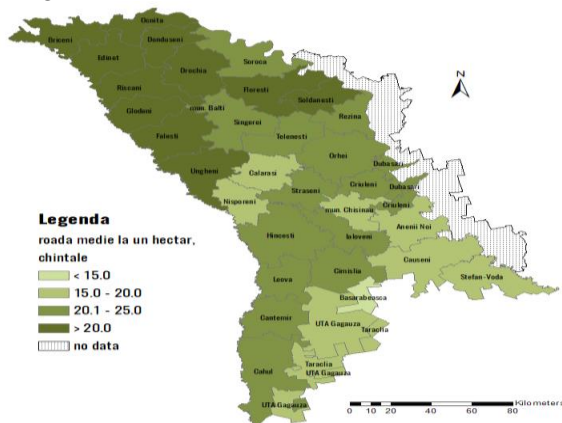 Ocnita
Briceni
Donduseni
Edinet
Soroca
Drochia
Riscani
Floresti
Soldanesti
Glodeni
mun. Balti
Rezina
Singerei
Falesti
Telenesti
Orhei
Ungheni
Calarasi
Dubasari
Criuleni
Dubasari
Straseni
Nisporeni
mun. Chisinau
Criuleni
Anenii Noi
Hincesti
Ialoveni
Causeni
Stefan-Voda
Leova
Cimislia
Basarabeasca
Cantemir
UTA Gagauza
Taraclia
Taraclia
Cahul
UTA Gagauza
UTA Gagauza
N
Legenda
roada medie la un hectar,
chintale
< 15.0
15.0 - 20.0
20.1 - 25.0
> 20.0
no data
Kilometers
0 5 10 20 40 60 80